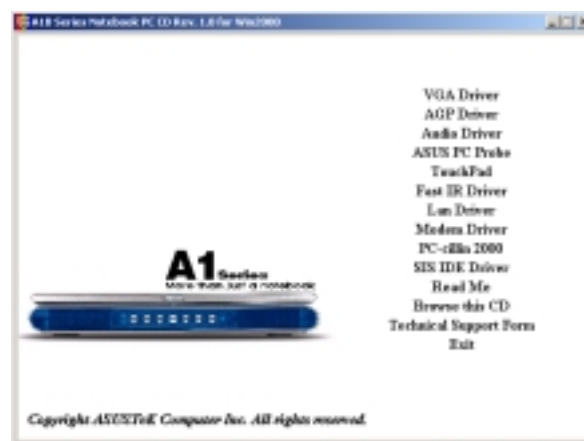 A1B Series Notebook PC CD Rev. 1.0 for Win2000
VGA Driver
AGP Driver
Audio Driver
ASUS PC Probe
TouchPad
Fast IR Driver
Lan Driver
Modem Driver
PC-cillin 2000
SIS IDE Driver
Read Me
Browse this CD
Technical Support Form
Exit
A1 Series
More than just a notebook
Copyright ASUSTeK Computer Inc. All rights reserved.